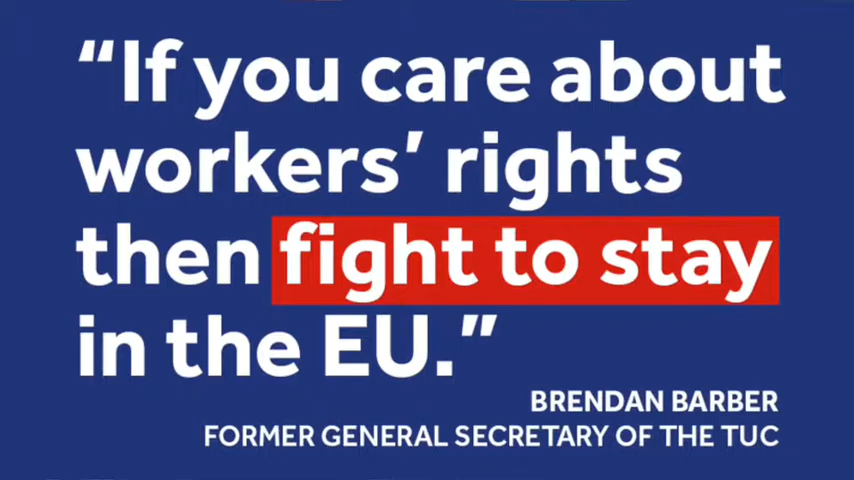 “If you care about
workers’ rights
then fight to stay
in the EU.”
BRENDAN BARBER
FORMER GENERAL SECRETARY OF THE TUC